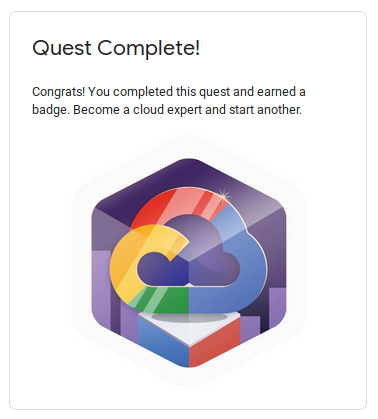 Quest Complete!
Congrats! You completed this quest and earned a
badge. Become a cloud expert and start another.